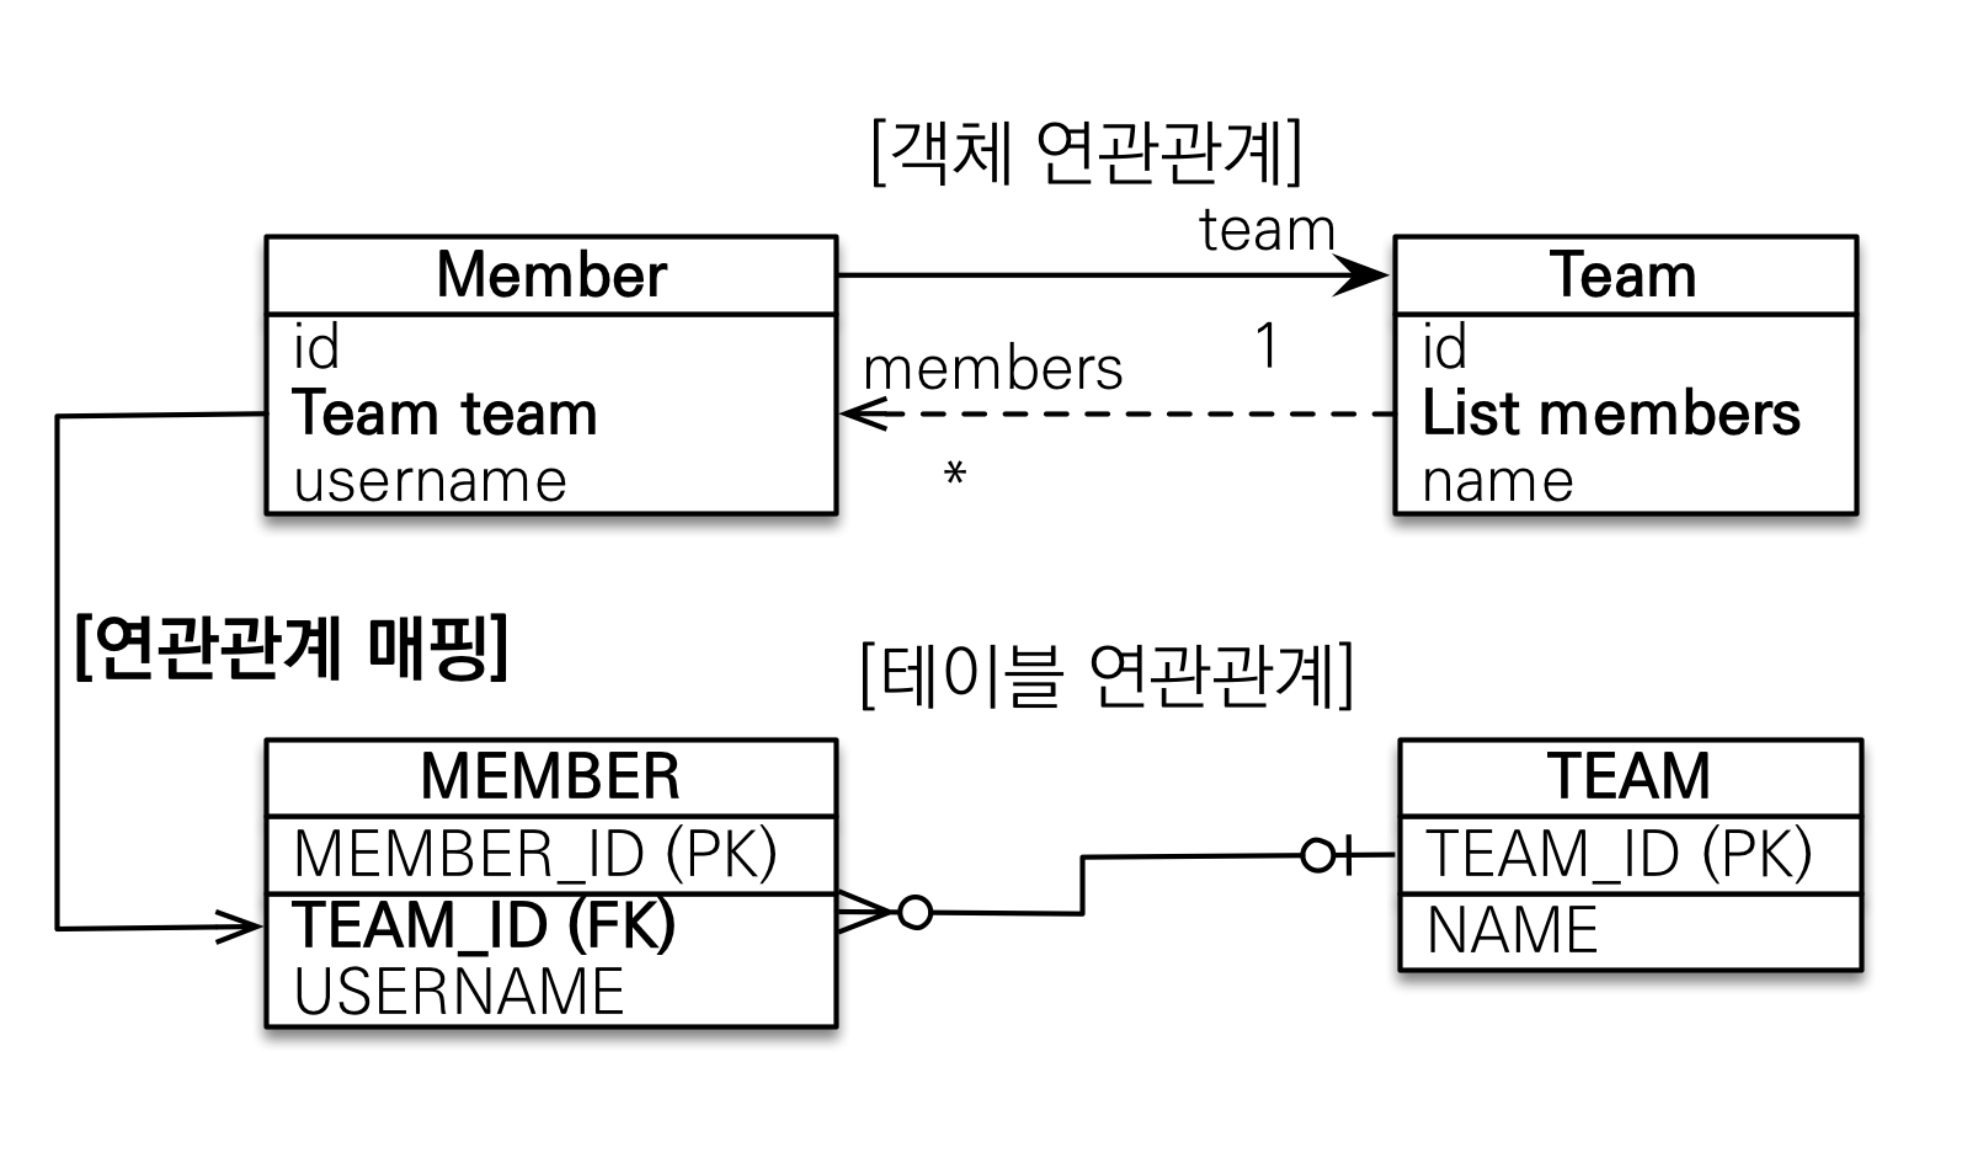 [객체 연관관계]
team
Member
Team
id
Team team
username
members
1
*
id
List members
name
[연관관계 매핑]
[테이블 연관관계]
MEMBER
MEMBER_ID (PK)
TEAM_ID (FK)
USERNAME
TEAM
TEAM_ID (PK)
NAME